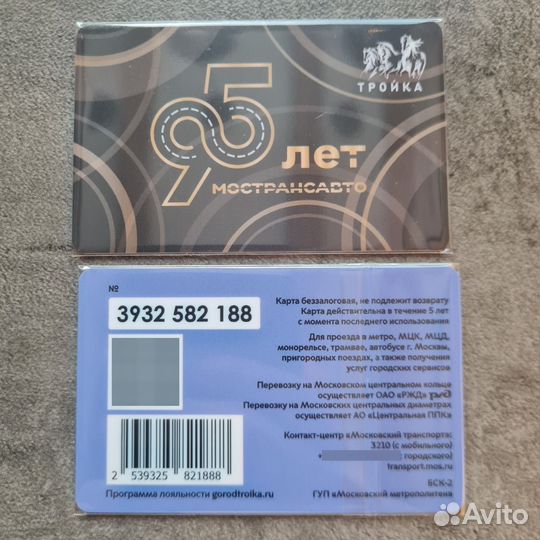 95 лет
МОСТРАНСАВТО
ТРОЙКА
№
3932 582 188
Карта беззалоговая, не подлежит возврату
Карта действительна в течение 5 лет
с момента последнего использования
Для проезда в метро, МЦК, МЦД,
монорельсе, трамвае, автобусе г. Москвы,
пригородных поездах, а также получения
услуг городских сервисов
Перевозку на Московском центральном кольце
осуществляет ОАО «РЖД» ржд
Перевозку на Московских центральных диаметрах
осуществляет АО «Центральная ППК»
Контакт-центр «Московский транспорт»:
3210 (с мобильного)
+ городского)
transport.mos.ru
2 539325 821888
Программа лояльности gorodtroika.ru
БСК-2
ГУП «Московский метрополитен»
Avito